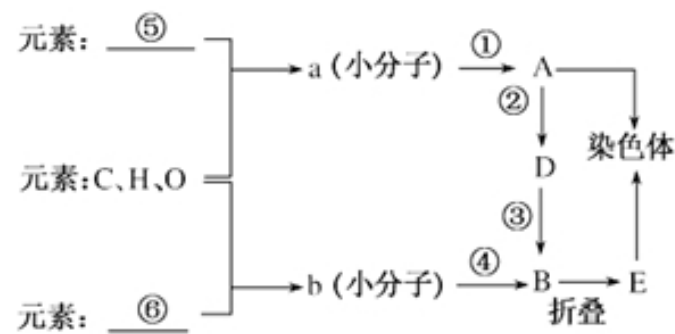 元素：⑤
a（小分子） ① A
②
染色体
元素：C、H、O
D
③
b（小分子） ④ B E
折叠
元素：⑥